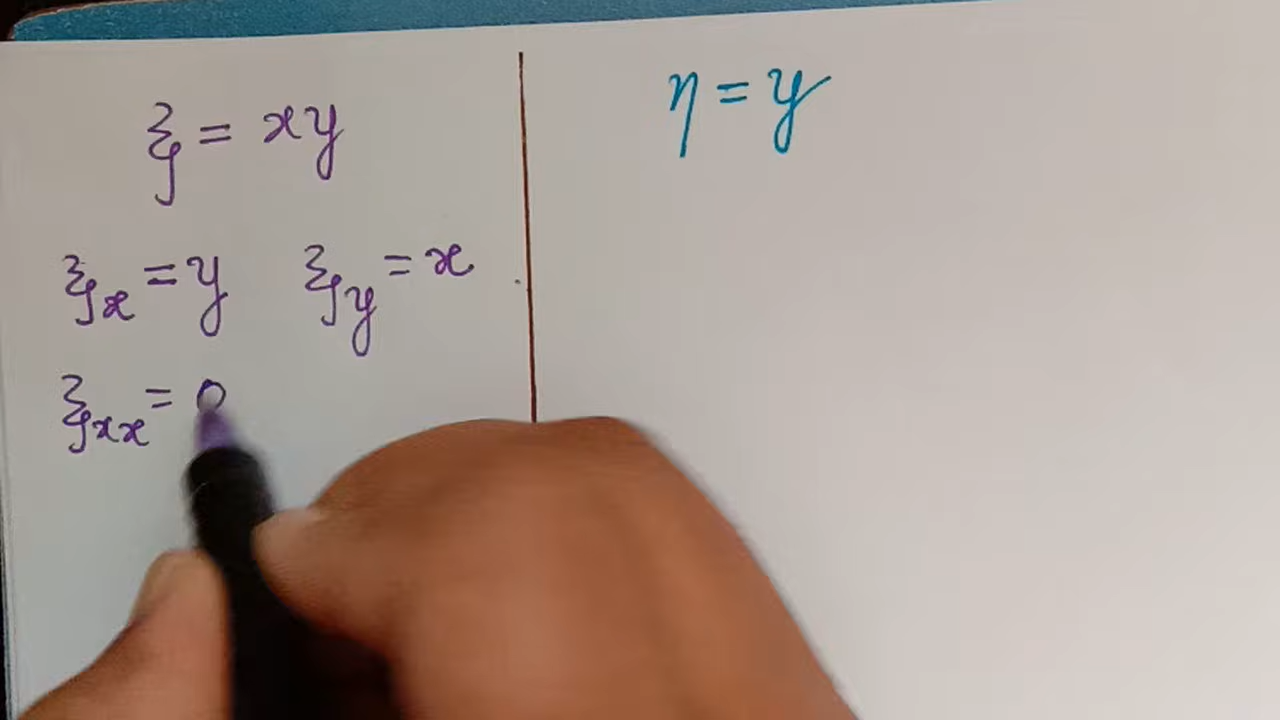 ξ = xy
ξx = y ξy = x
ξxx = 0
η = y